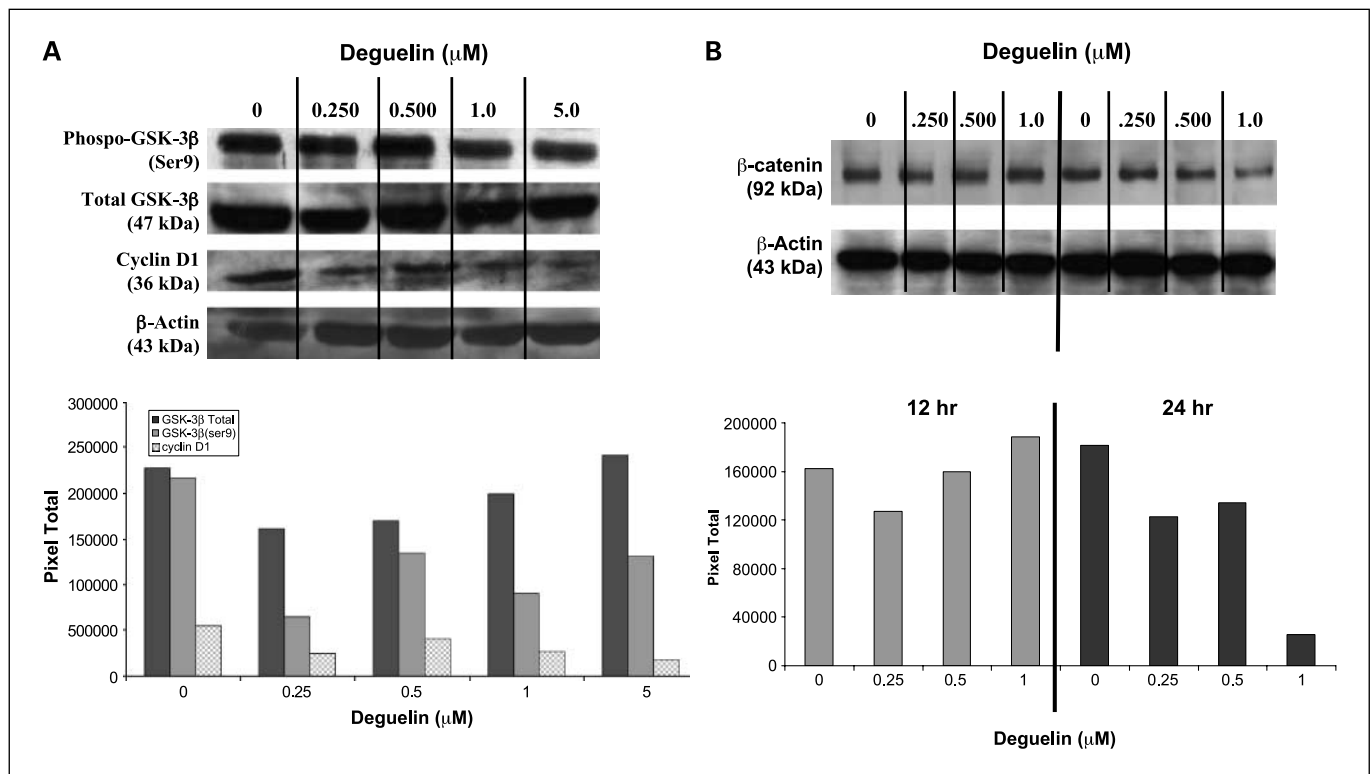 A
Deguelin (μM)
0 0.250 0.500 1.0 5.0
Phospo-GSK-3β
(Ser9)
Total GSK-3β
(47 kDa)
Cyclin D1
(36 kDa)
β-Actin
(43 kDa)
300000
250000
200000
150000
100000
500000
0
Pixel Total
GSK-3β Total
GSK-3β(ser9)
cyclin D1
0 0.25 0.5 1 5
Deguelin (μM)
B
Deguelin (μM)
0 .250 .500 1.0 0 .250 .500 1.0
β-catenin
(92 kDa)
β-Actin
(43 kDa)
12 hr 24 hr
200000
160000
120000
80000
40000
0
Pixel Total
0 0.25 0.5 1 0 0.25 0.5 1
Deguelin (μM)